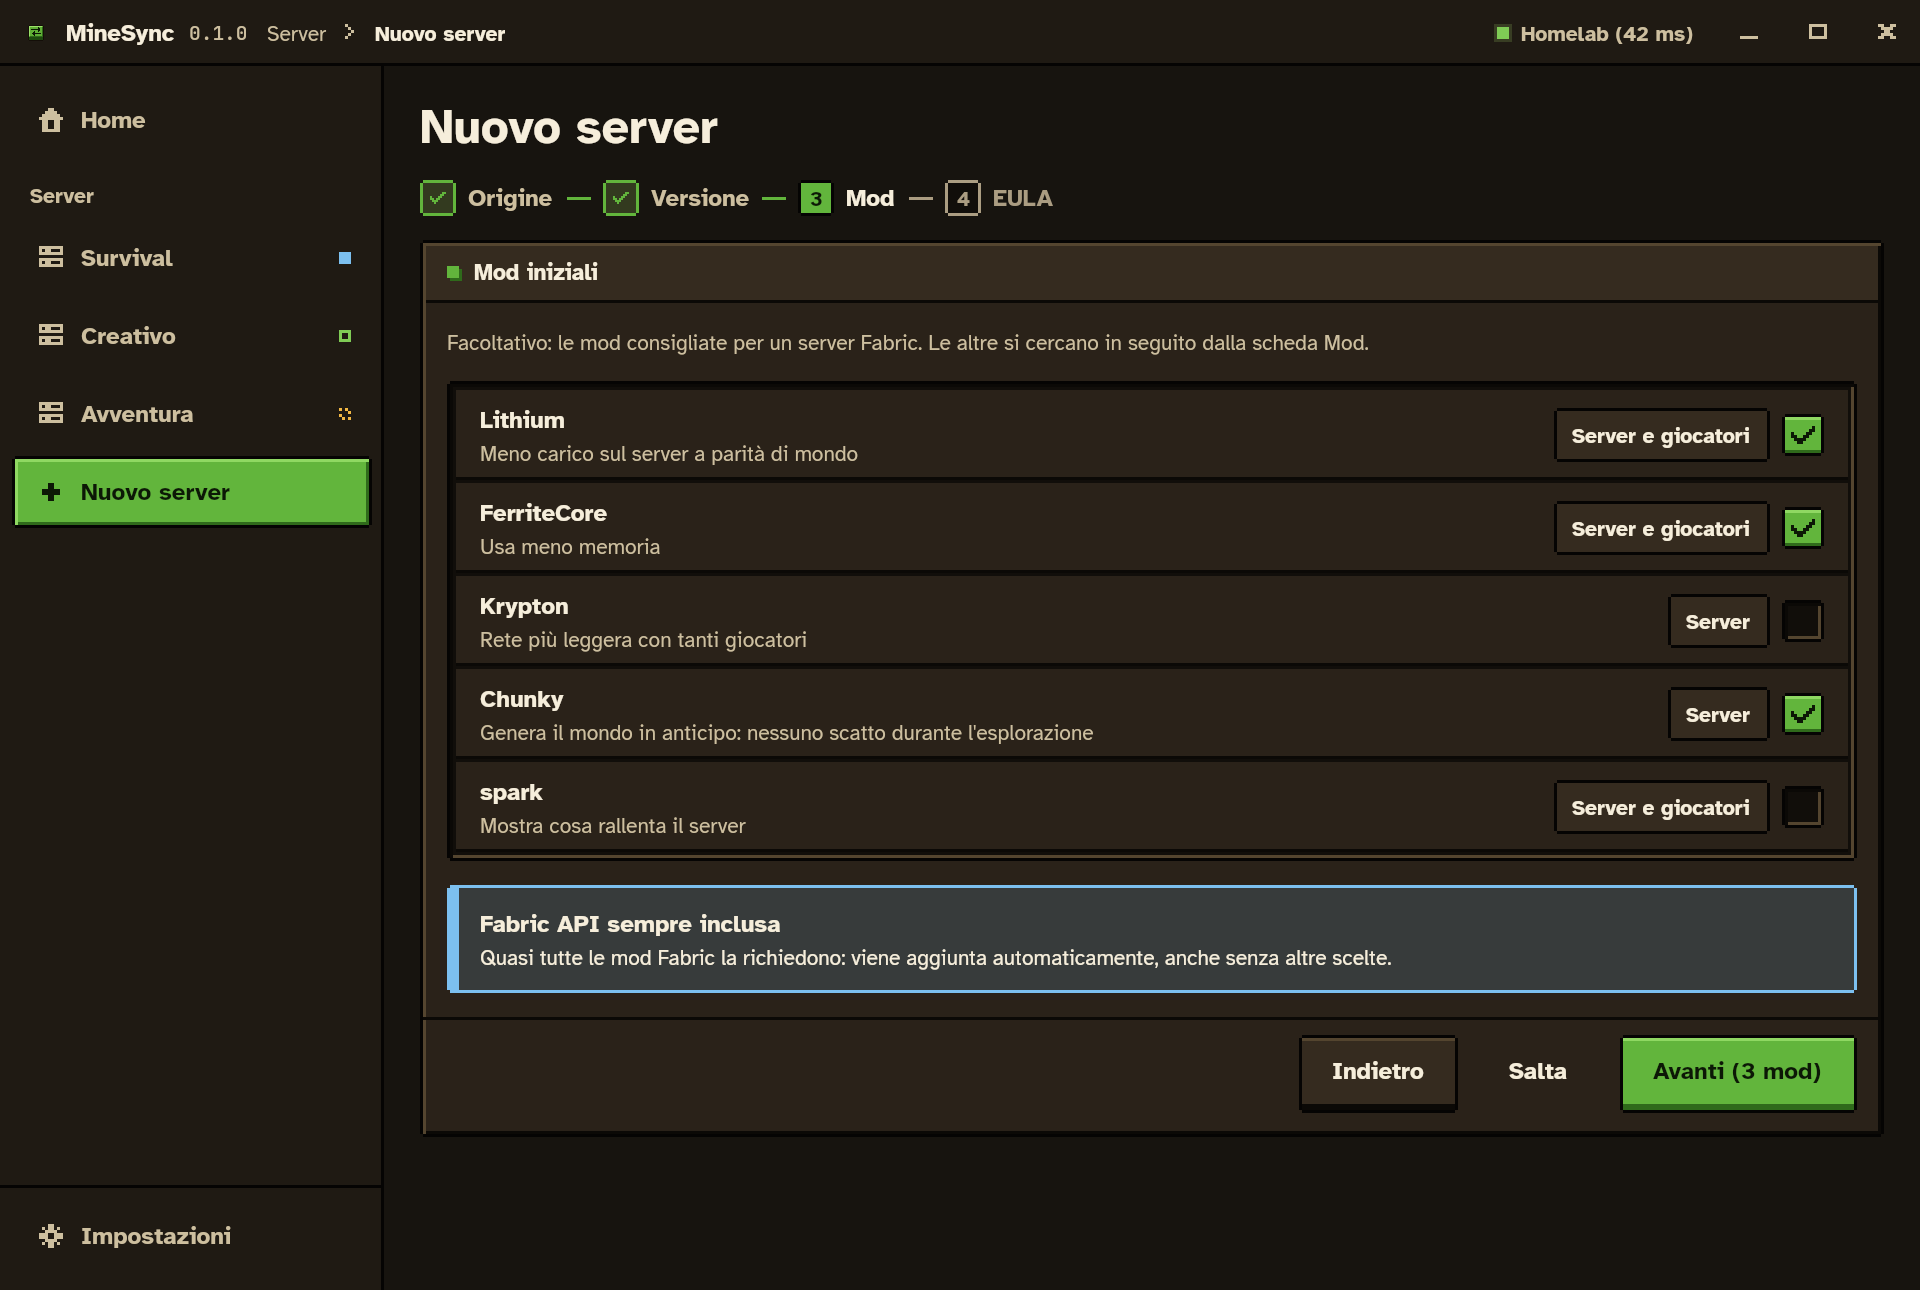 MineSync 0.1.0 Server > Nuovo server
Homelab (42 ms)
Home
Server
Survival
Creativo
Avventura
Nuovo server
Impostazioni
Nuovo server
Origine
Versione
3 Mod
4 EULA
Mod iniziali
Facoltativo: le mod consigliate per un server Fabric. Le altre si cercano in seguito dalla scheda Mod.
Lithium
Meno carico sul server a parità di mondo
Server e giocatori
FerriteCore
Usa meno memoria
Server e giocatori
Krypton
Rete più leggera con tanti giocatori
Server
Chunky
Genera il mondo in anticipo: nessuno scatto durante l'esplorazione
Server
spark
Mostra cosa rallenta il server
Server e giocatori
Fabric API sempre inclusa
Quasi tutte le mod Fabric la richiedono: viene aggiunta automaticamente, anche senza altre scelte.
Indietro
Salta
Avanti (3 mod)